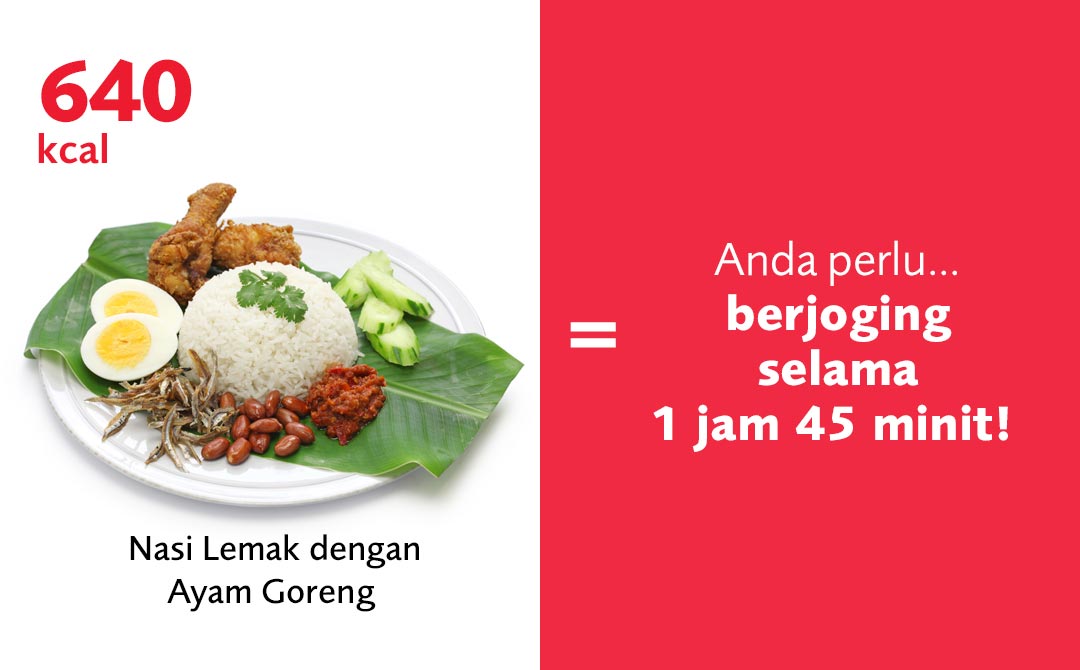 640
kcal
Nasi Lemak dengan
Ayam Goreng
=
Anda perlu...
berjoging
selama
1 jam 45 minit!